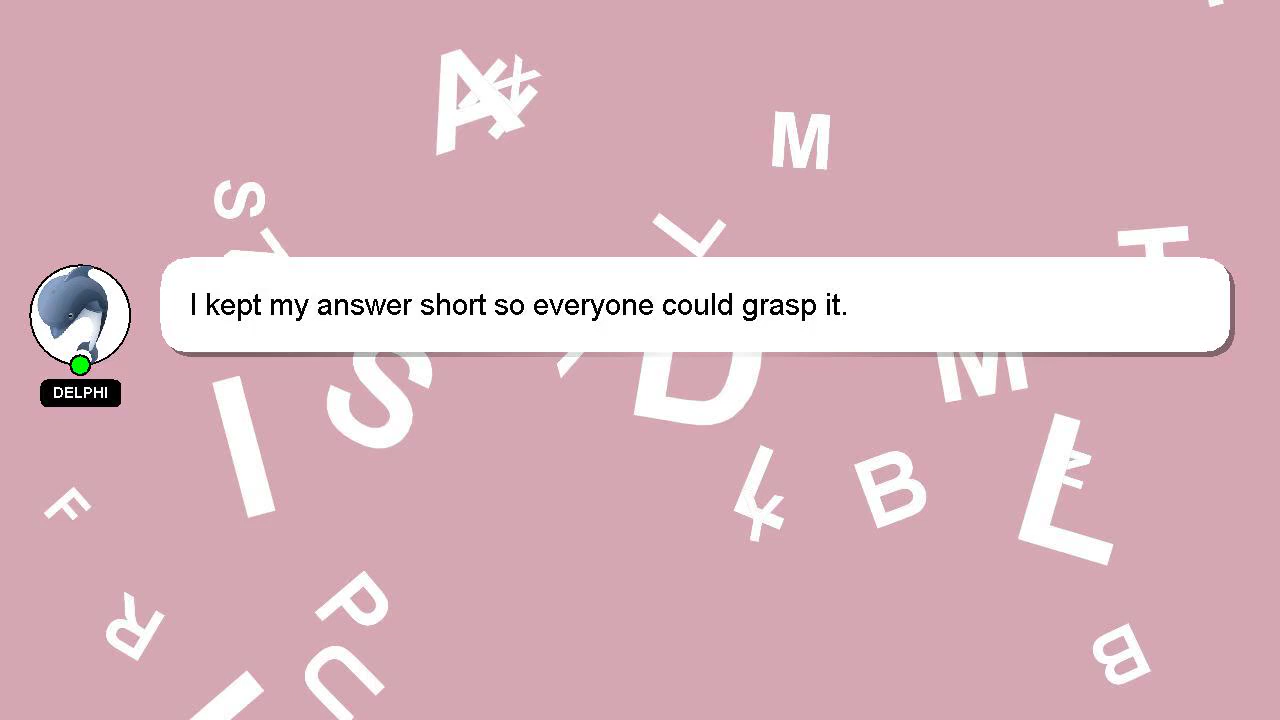 I kept my answer short so everyone could grasp it.
DELPHI
A
M
S
L
I
S
D
M
L
B
L
F
R
P
U
B